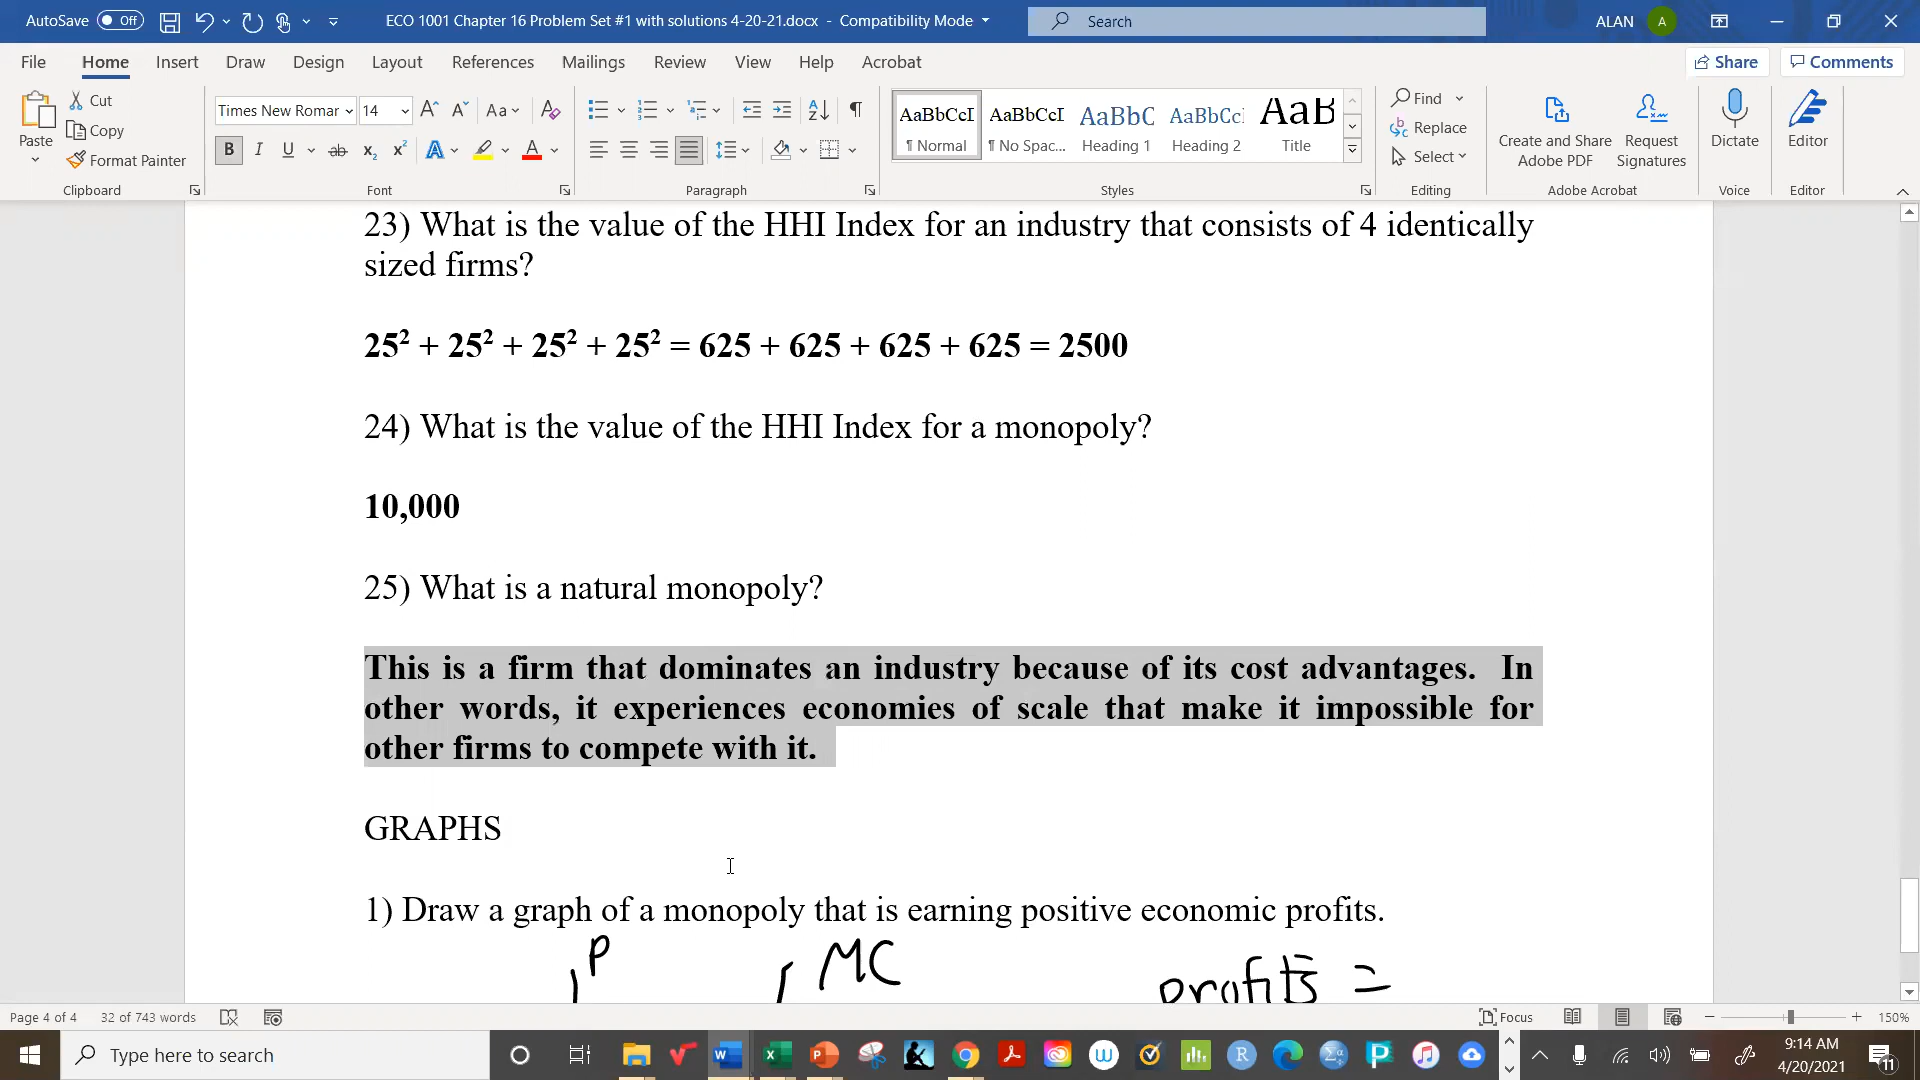 AutoSave Off ECO 1001 Chapter 16 Problem Set #1 with solutions 4-20-21.docx - Compatibility Mode Search ALAN A
File Home Insert Draw Design Layout References Mailings Review View Help Acrobat Share Comments
Paste
Cut
Copy
Format Painter
Clipboard
Times New Romar 14 Aa
B I U ab x₂ x² A A
Font
Paragraph
AaBbCcI AaBbCcI AaBbC AaBbCc AaB
¶ Normal ¶ No Spac... Heading 1 Heading 2 Title
Styles
Find
Replace
Select
Editing
Create and Share
Adobe PDF
Request
Signatures
Adobe Acrobat
Dictate
Voice
Editor
Editor
23) What is the value of the HHI Index for an industry that consists of 4 identically
sized firms?
25² + 25² + 25² + 25² = 625 + 625 + 625 + 625 = 2500
24) What is the value of the HHI Index for a monopoly?
10,000
25) What is a natural monopoly?
This is a firm that dominates an industry because of its cost advantages. In
other words, it experiences economies of scale that make it impossible for
other firms to compete with it.
GRAPHS
1) Draw a graph of a monopoly that is earning positive economic profits.
P MC profits =
Page 4 of 4 32 of 743 words Focus 150%
Type here to search 9:14 AM
4/20/2021 11